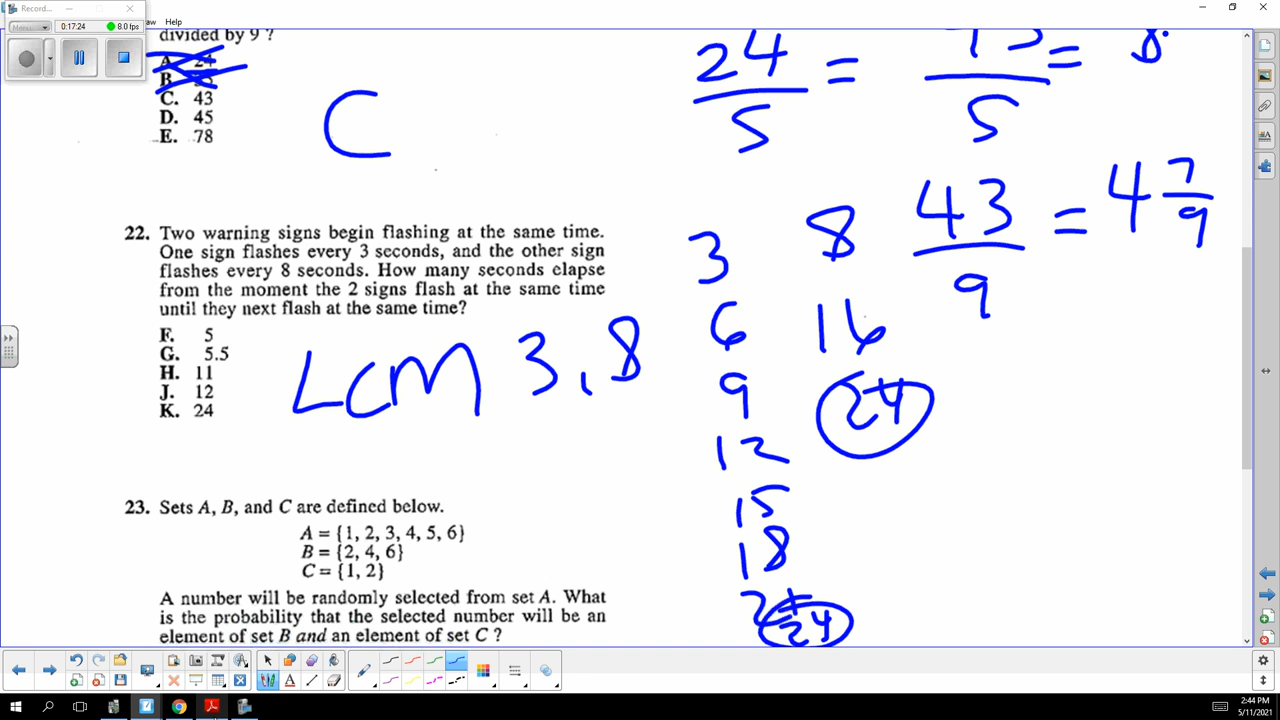 Record...
Menu
0:17:24
8.0 fps
Help
divided by 9 ?
A. 24
B.
C. 43
D. 45
E. 78
C
24
5
=
5
=
8
43
9
= 4 7
9
22. Two warning signs begin flashing at the same time.
One sign flashes every 3 seconds, and the other sign
flashes every 8 seconds. How many seconds elapse
from the moment the 2 signs flash at the same time
until they next flash at the same time?
F. 5
G. 5.5
H. 11
J. 12
K. 24
LCM 3,8
3
6
9
12
15
18
24
8
16
24
23. Sets A, B, and C are defined below.
A = {1, 2, 3, 4, 5, 6}
B = {2, 4, 6}
C = {1, 2}
A number will be randomly selected from set A. What
is the probability that the selected number will be an
element of set B and an element of set C ?
2:44 PM
5/11/2021